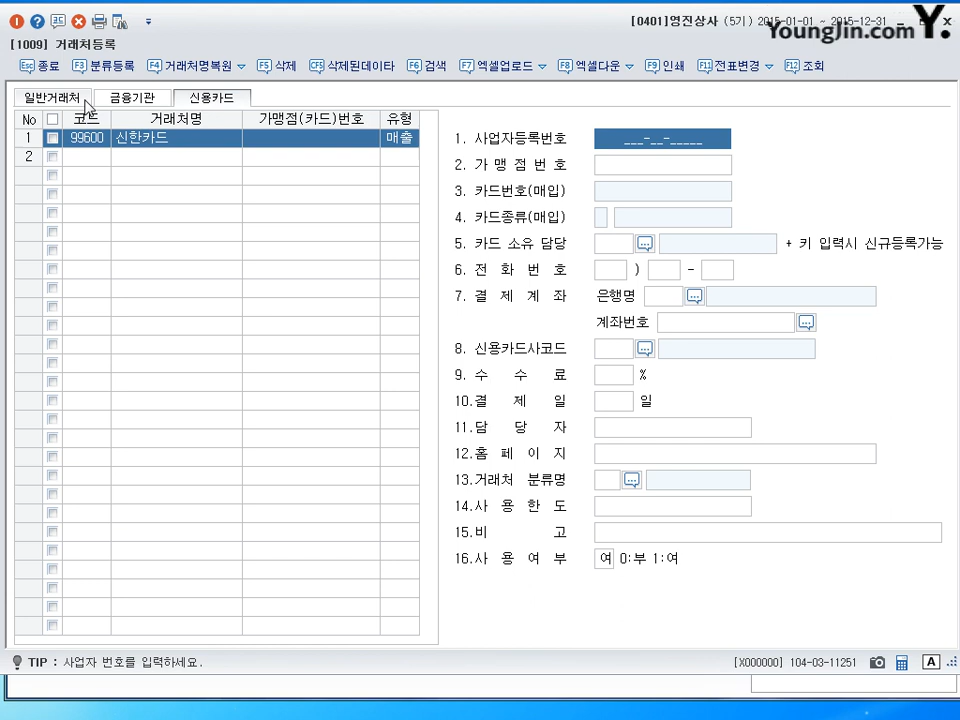 [0401]영진상사 (5기) 2015-01-01 ~ 2015-12-31
YoungJin.com Y.
[1009] 거래처등록
Esc 종료 F3 분류등록 F4 거래처명복원 F5 삭제 CF5 삭제된데이타 F6 검색 F7 엑셀업로드 F8 엑셀다운 F9 인쇄 F11 전표변경 F12 조회
일반거래처 금융기관 신용카드
No 코드 거래처명 가맹점(카드)번호 유형
1 99600 신한카드 매출
2
1. 사업자등록번호 ___-__-_____
2. 가 맹 점 번 호
3. 카드번호(매입)
4. 카드종류(매입)
5. 카드 소유 담당 + 키 입력시 신규등록가능
6. 전 화 번 호 ) -
7. 결 제 계 좌 은행명
계좌번호
8. 신용카드사코드
9. 수 수 료 %
10.결 제 일 일
11.담 당 자
12.홈 페 이 지
13.거래처 분류명
14.사 용 한 도
15.비 고
16.사 용 여 부 여 0:부 1:여
TIP : 사업자 번호를 입력하세요. [X000000] 104-03-11251 A